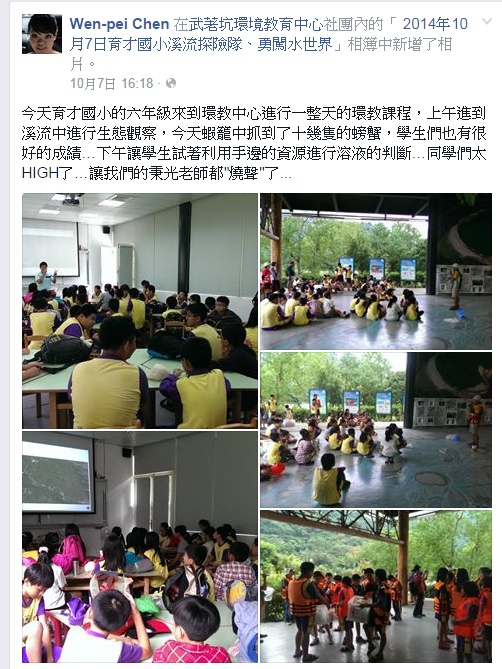 Wen-pei Chen 在武荖坑環境教育中心社團內的「 2014年10
月7日育才國小溪流探險隊、勇闖水世界」相簿中新增了相
片。
10月7日 16:18 ·
今天育才國小的六年級來到環教中心進行一整天的環教課程，上午進到
溪流中進行生態觀察，今天蝦籠中抓到了十幾隻的螃蟹，學生們也有很
好的成績...下午讓學生試著利用手邊的資源進行溶液的判斷...同學們太
HIGH了...讓我們的秉光老師都"燒聲"了...